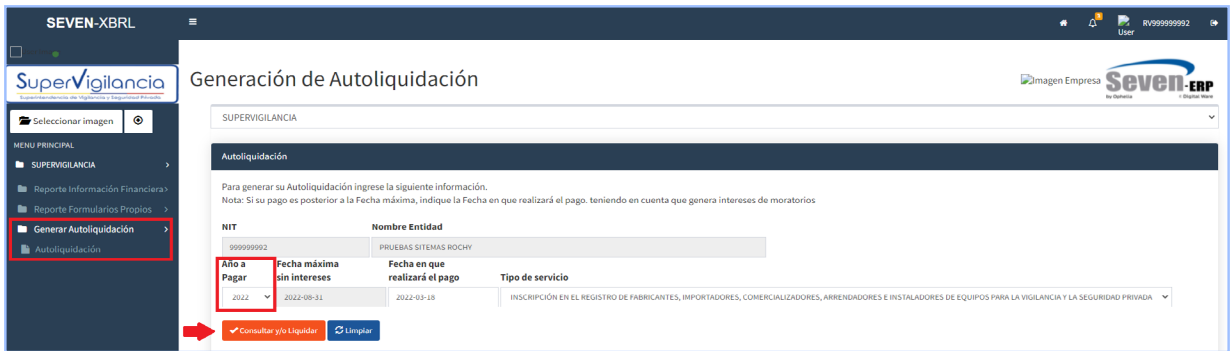 SEVEN-XBRL
RV999999992
User
SuperVigilancia
Superintendencia de Vigilancia y Seguridad Privada
Generación de Autoliquidación
Imagen Empresa
Seven-ERP
by Ophelia
Digital Ware
Seleccionar imagen
SUPERVIGILANCIA
MENU PRINCIPAL
SUPERVIGILANCIA
Reporte Información Financiera
Reporte Formularios Propios
Generar Autoliquidación
Autoliquidación
Autoliquidación
Para generar su Autoliquidación ingrese la siguiente información.
Nota: Si su pago es posterior a la Fecha máxima, indique la Fecha en que realizará el pago. teniendo en cuenta que genera intereses de moratorios
NIT
Nombre Entidad
999999992
PRUEBAS SITEMAS ROCHY
Año a
Pagar
Fecha máxima
sin intereses
Fecha en que
realizará el pago
Tipo de servicio
2022
2022-08-31
2022-03-18
INSCRIPCIÓN EN EL REGISTRO DE FABRICANTES, IMPORTADORES, COMERCIALIZADORES, ARRENDADORES E INSTALADORES DE EQUIPOS PARA LA VIGILANCIA Y LA SEGURIDAD PRIVADA
Consultar y/o Liquidar
Limpiar